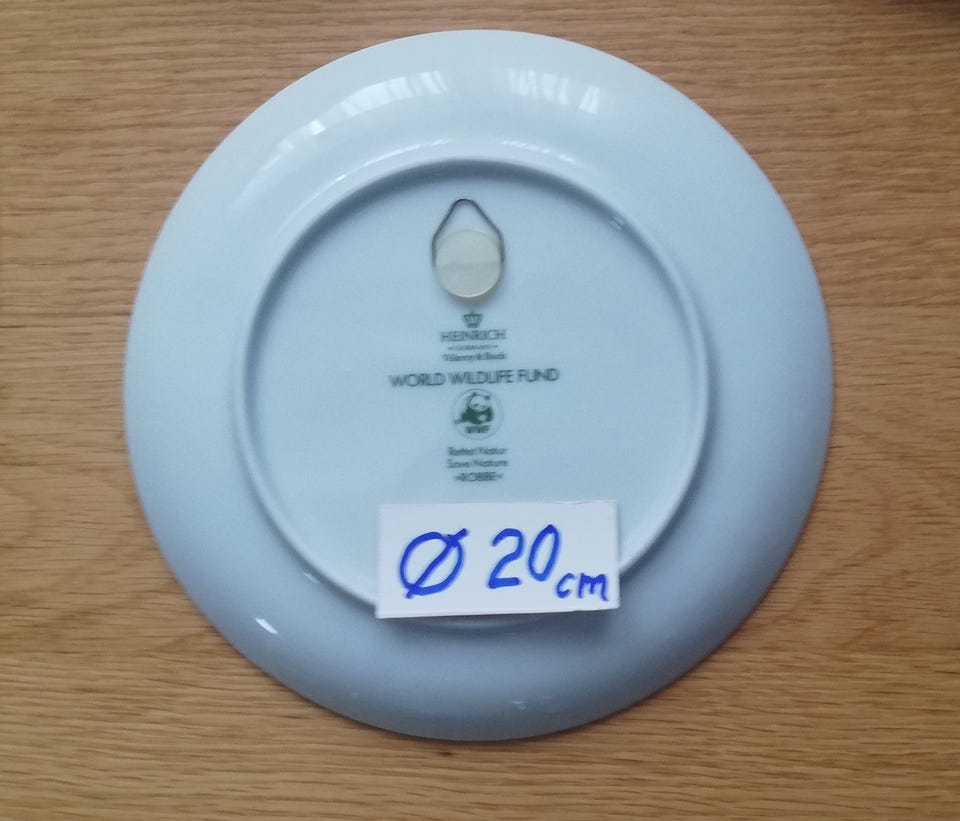 HEINRICH
• GERMANY •
Villeroy & Boch
WORLD WILDLIFE FUND
WWF
Rettet Natur
Save Nature
»ROBBE«
Ø 20 cm